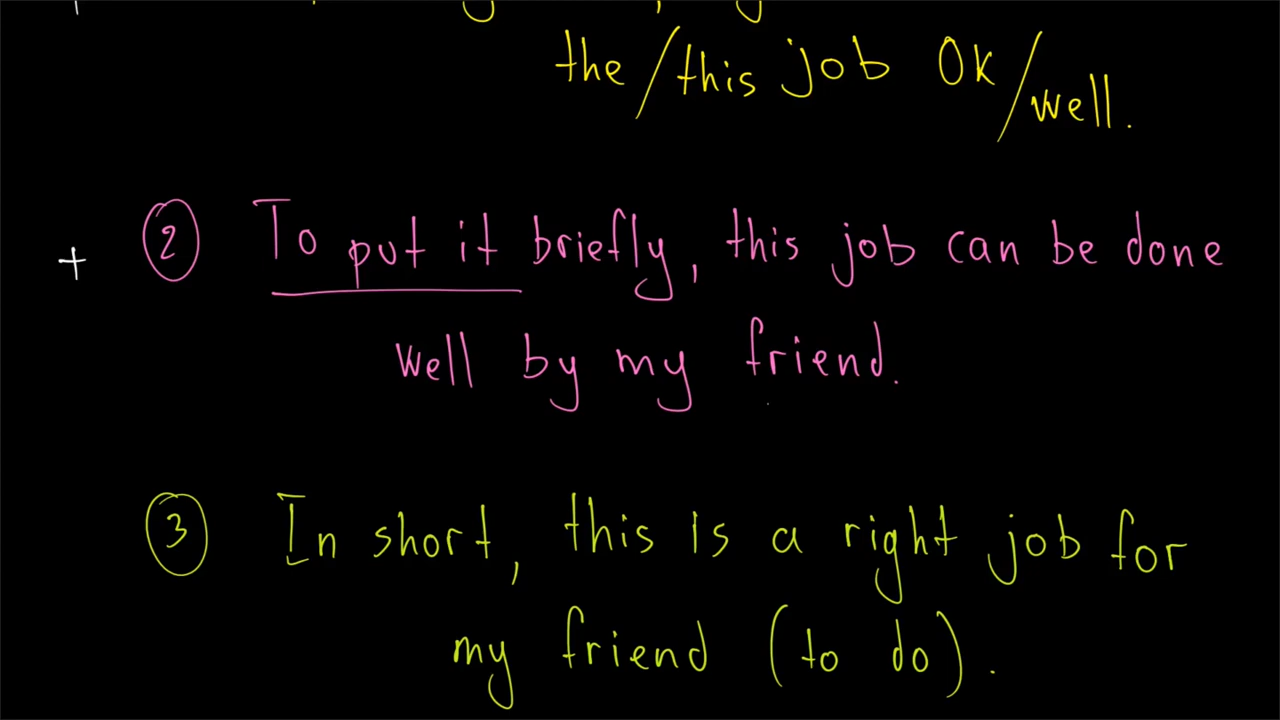 the/this job OK/well.
+ 2 To put it briefly, this job can be done
well by my friend.
3 In short, this is a right job for
my friend (to do).